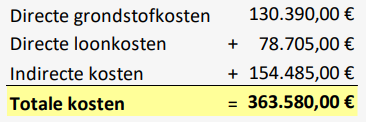 Directe grondstofkosten 130.390,00 €
Directe loonkosten + 78.705,00 €
Indirecte kosten + 154.485,00 €
Totale kosten = 363.580,00 €